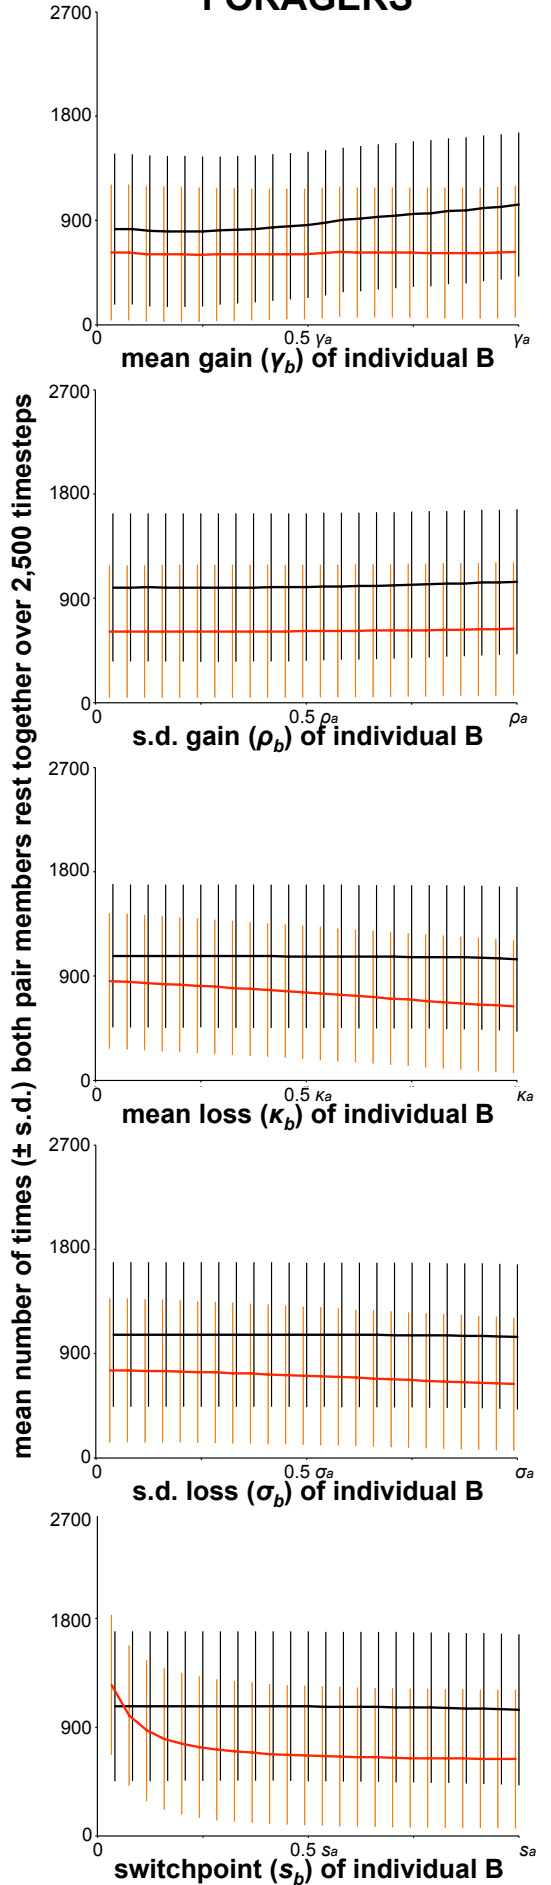 FORAGERS
mean number of times (± s.d.) both pair members rest together over 2,500 timesteps
2700
1800
900
0
0 0.5 γa γa
mean gain (γb) of individual B
2700
1800
900
0
0 0.5 ρa ρa
s.d. gain (ρb) of individual B
2700
1800
900
0
0 0.5 κa κa
mean loss (κb) of individual B
2700
1800
900
0
0 0.5 σa σa
s.d. loss (σb) of individual B
2700
1800
900
0
0 0.5 sa sa
switchpoint (sb) of individual B